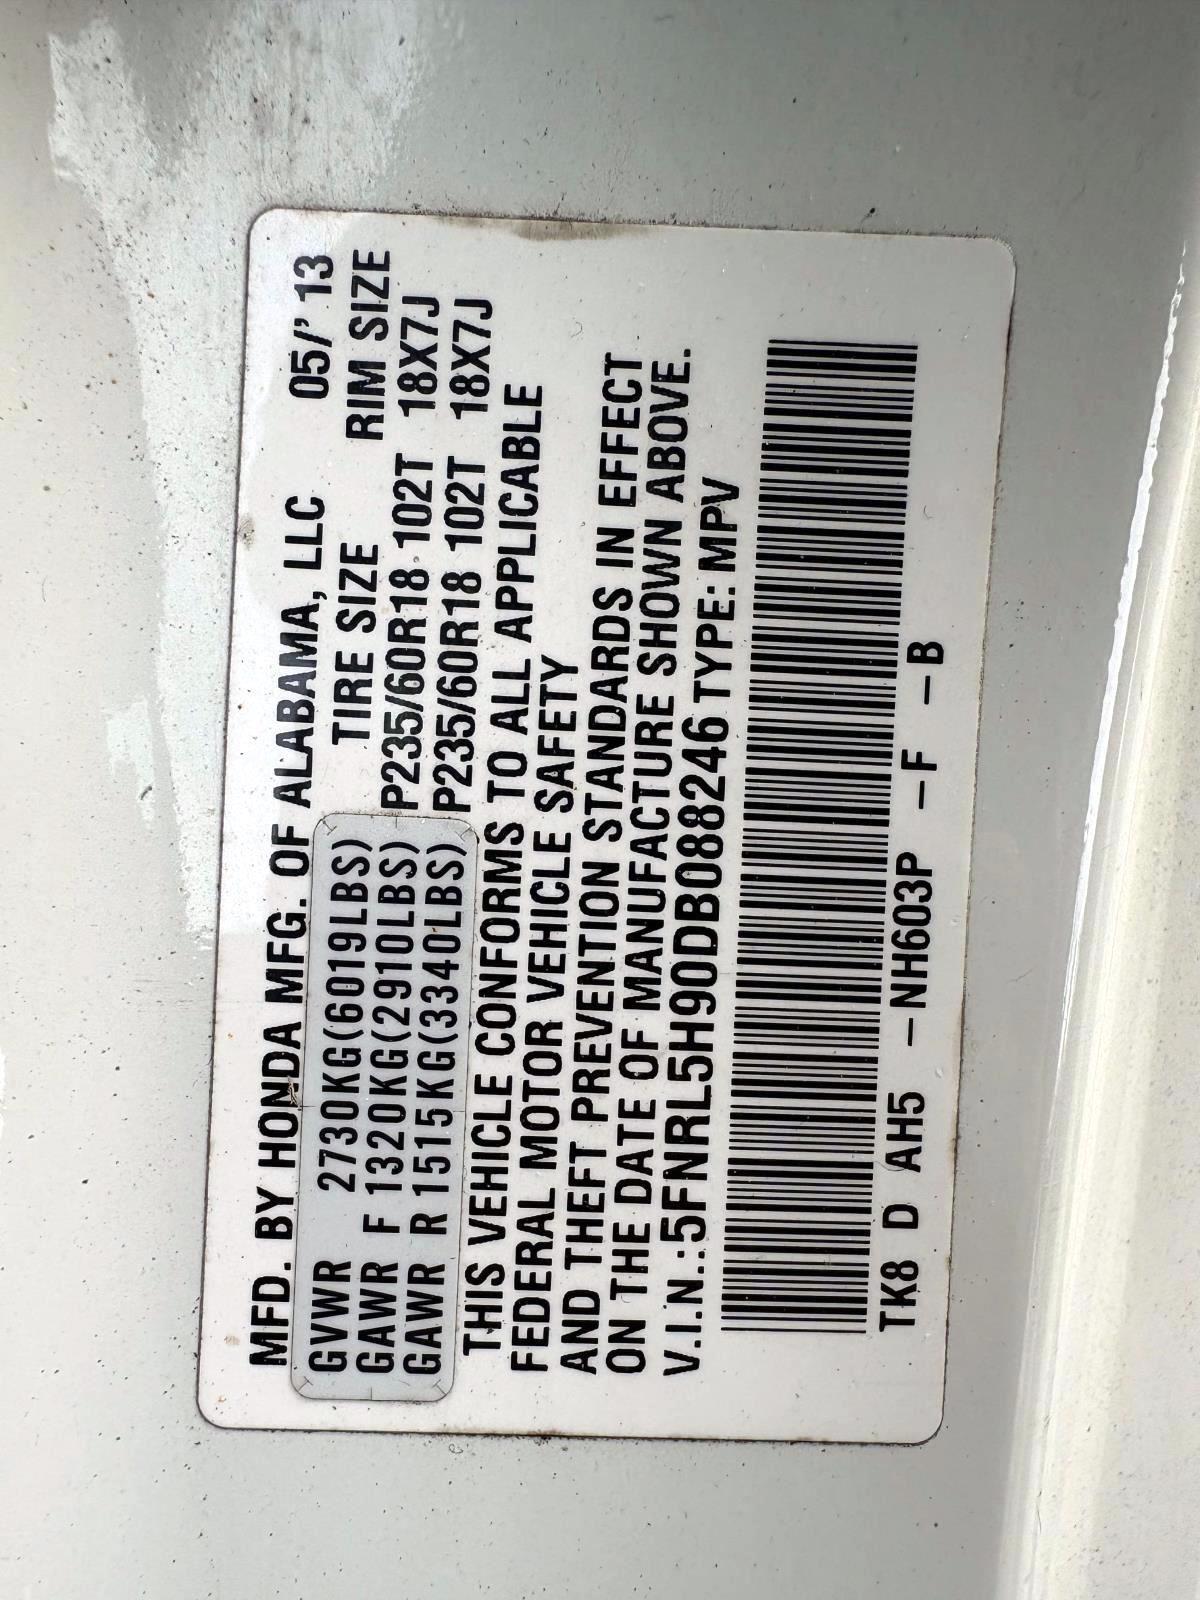 MFD. BY HONDA MFG. OF ALABAMA, LLC 05/'13
TIRE SIZE RIM SIZE
GVWR 2730KG(6019LBS)
GAWR F 1320KG(2910LBS) P235/60R18 102T 18X7J
GAWR R 1515KG(3340LBS) P235/60R18 102T 18X7J
THIS VEHICLE CONFORMS TO ALL APPLICABLE
FEDERAL MOTOR VEHICLE SAFETY
AND THEFT PREVENTION STANDARDS IN EFFECT
ON THE DATE OF MANUFACTURE SHOWN ABOVE.
V.I.N.:5FNRL5H90DB088246 TYPE:MPV
TK8 D AH5 -NH603P -F -B